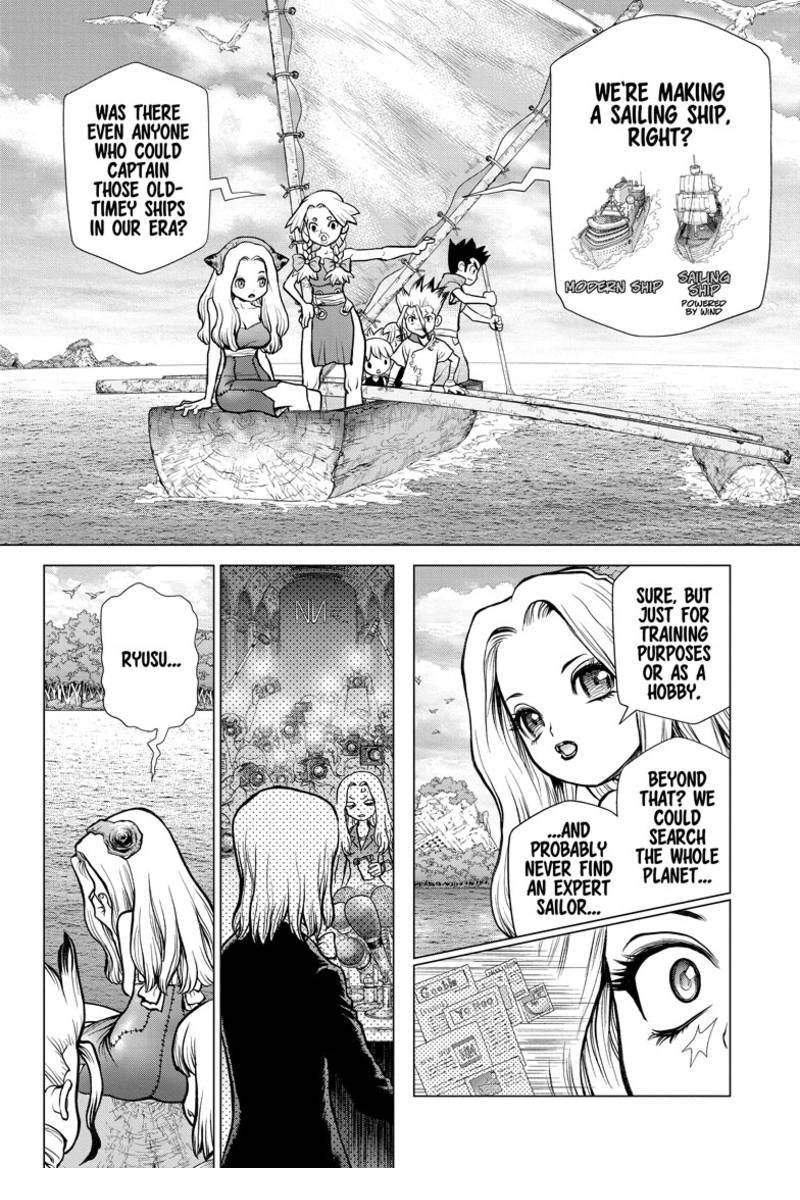 WE'RE MAKING
A SAILING SHIP,
RIGHT?
MODERN SHIP
SAILING
SHIP
POWERED
BY WIND
WAS THERE
EVEN ANYONE
WHO COULD
CAPTAIN
THOSE OLD-
TIMEY SHIPS
IN OUR ERA?
SURE, BUT
JUST FOR
TRAINING
PURPOSES
OR AS A
HOBBY.
BEYOND
THAT? WE
COULD
SEARCH
THE WHOLE
PLANET...
...AND
PROBABLY
NEVER FIND
AN EXPERT
SAILOR...
Gooble
Yo Hoo
RYUSU...